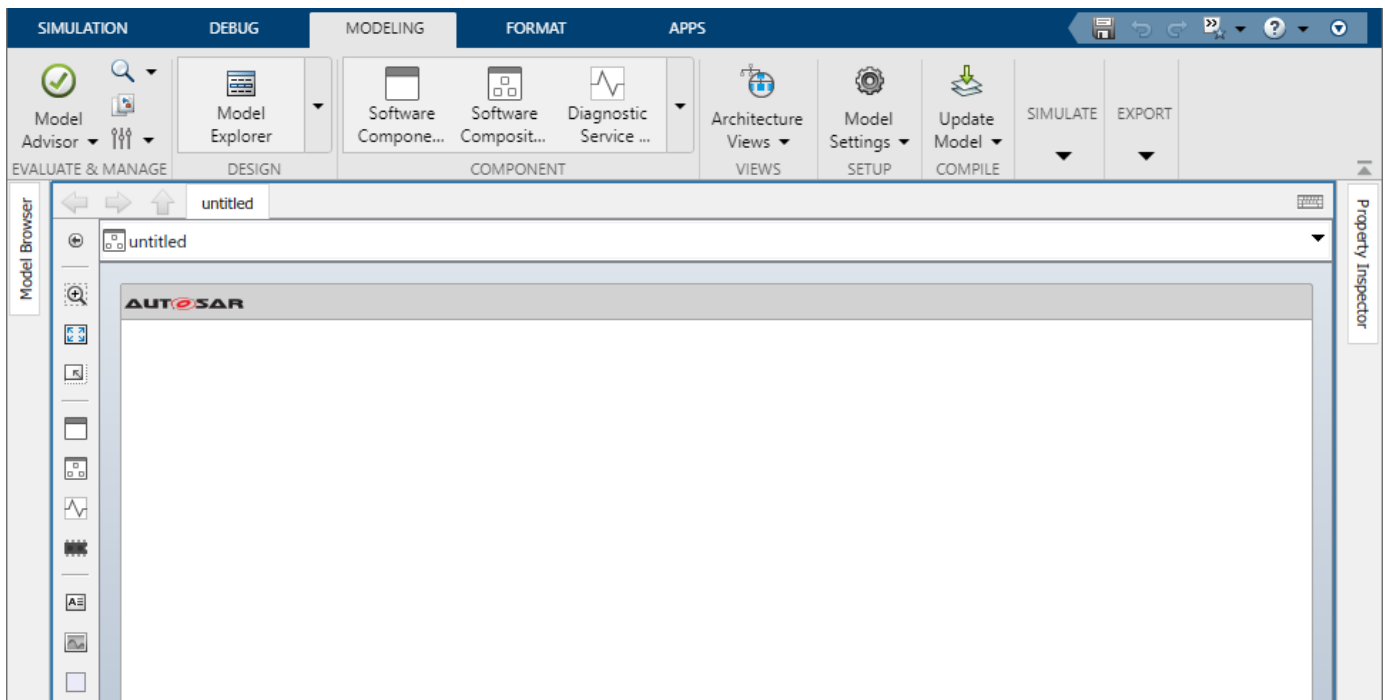 SIMULATION DEBUG MODELING FORMAT APPS
Model
Advisor
EVALUATE & MANAGE
Model
Explorer
DESIGN
Software
Compone...
Software
Composit...
Diagnostic
Service ...
COMPONENT
Architecture
Views
VIEWS
Model
Settings
SETUP
Update
Model
COMPILE
SIMULATE
EXPORT
Model Browser
untitled
untitled
AUTOSAR
Property Inspector